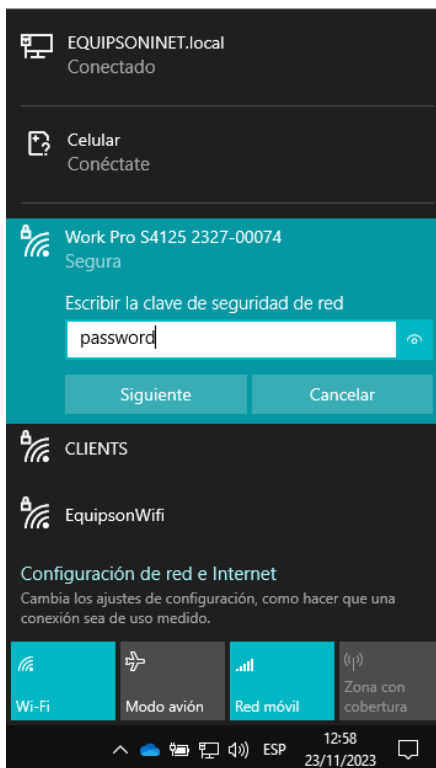 EQUIPSONINET.local
Conectado
Celular
Conéctate
Work Pro S4125 2327-00074
Segura
Escribir la clave de seguridad de red
password
Siguiente
Cancelar
CLIENTS
EquipsonWifi
Configuración de red e Internet
Cambia los ajustes de configuración, como hacer que una
conexión sea de uso medido.
Wi-Fi
Modo avión
Red móvil
Zona con
cobertura
ESP
12:58
23/11/2023